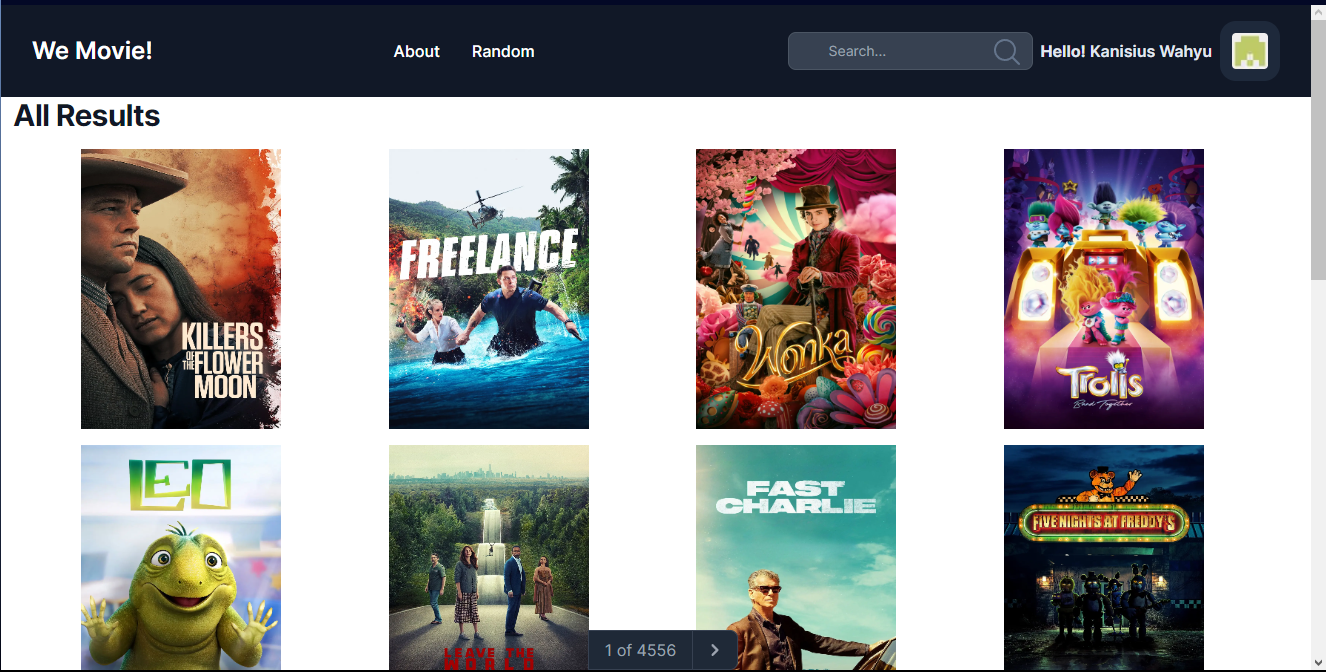 We Movie!
About
Random
Search...
Hello! Kanisius Wahyu
All Results
KILLERS
OF THE FLOWER
MOON
FREELANCE
Wonka
Trolls
Band Together
LEO
LEAVE THE
WORLD
FAST
CHARLIE
FIVE NIGHTS AT FREDDY'S
1 of 4556